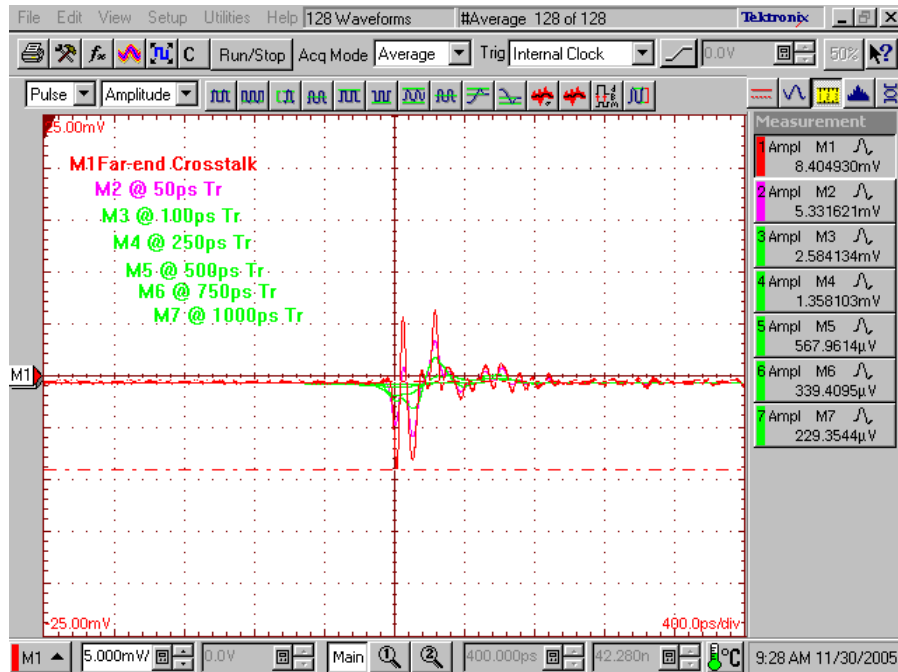 File Edit View Setup Utilities Help 128 Waveforms #Average 128 of 128 Tektronix
C Run/Stop Acq Mode Average Trig Internal Clock 0.0V 50% ?
Pulse Amplitude
25.00mV
M1Far-end Crosstalk
M2 @ 50ps Tr
M3 @ 100ps Tr
M4 @ 250ps Tr
M5 @ 500ps Tr
M6 @ 750ps Tr
M7 @ 1000ps Tr
M1
-25.00mV
400.0ps/div
Measurement
1 Ampl M1
8.404930mV
2 Ampl M2
5.331621mV
3 Ampl M3
2.584134mV
4 Ampl M4
1.358103mV
5 Ampl M5
567.9614µV
6 Ampl M6
339.4095µV
7 Ampl M7
229.3544µV
M1 5.000mV/ 0.0V Main 1 2 400.000ps 42.280n °C 9:28 AM 11/30/2005